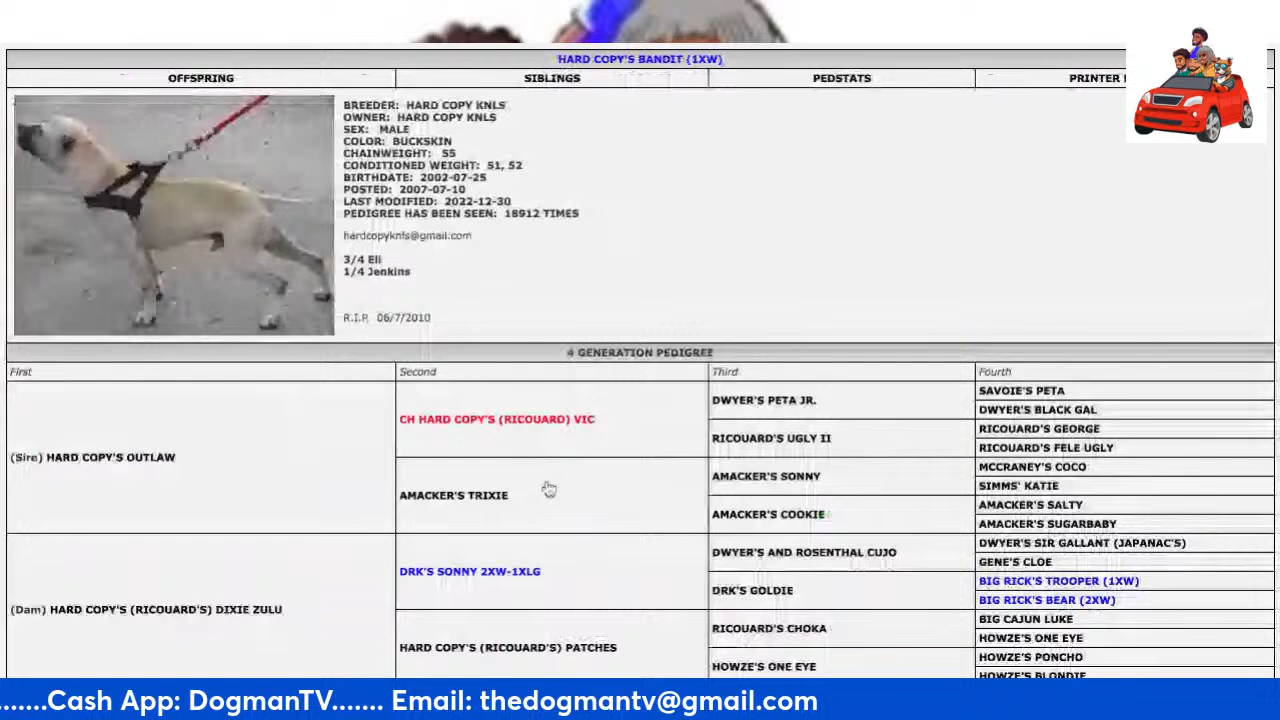 HARD COPY'S BANDIT (1XW)
OFFSPRING SIBLINGS PEDSTATS PRINTER
BREEDER: HARD COPY KNLS
OWNER: HARD COPY KNLS
SEX: MALE
COLOR: BUCKSKIN
CHAINWEIGHT: 55
CONDITIONED WEIGHT: 51, 52
BIRTHDATE: 2002-07-25
POSTED: 2007-07-10
LAST MODIFIED: 2022-12-30
PEDIGREE HAS BEEN SEEN: 18912 TIMES
hardcopyknls@gmail.com
3/4 Eli
1/4 Jenkins
R.I.P. 06/7/2010
4 GENERATION PEDIGREE
First Second Third Fourth
SAVOIE'S PETA
DWYER'S PETA JR.
DWYER'S BLACK GAL
CH HARD COPY'S (RICOUARD) VIC
RICOUARD'S GEORGE
RICOUARD'S UGLY II
RICOUARD'S FELE UGLY
(Sire) HARD COPY'S OUTLAW
MCCRANEY'S COCO
AMACKER'S SONNY
SIMMS' KATIE
AMACKER'S TRIXIE
AMACKER'S SALTY
AMACKER'S COOKIE
AMACKER'S SUGARBABY
DWYER'S SIR GALLANT (JAPANAC'S)
DWYER'S AND ROSENTHAL CUJO
GENE'S CLOE
DRK'S SONNY 2XW-1XLG
BIG RICK'S TROOPER (1XW)
DRK'S GOLDIE
BIG RICK'S BEAR (2XW)
(Dam) HARD COPY'S (RICOUARD'S) DIXIE ZULU
BIG CAJUN LUKE
RICOUARD'S CHOKA
HOWZE'S ONE EYE
HARD COPY'S (RICOUARD'S) PATCHES
HOWZE'S PONCHO
HOWZE'S ONE EYE
HOWZE'S BLONDIE
.......Cash App: DogmanTV....... Email: thedogmantv@gmail.com